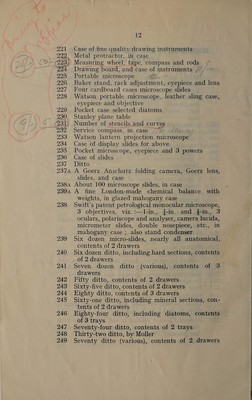 12
221 Case of fine quality drawing instruments
222 Metal protractor, in case
223 Measuring wheel, tape, compass and rods
224 Drawing board, and case of instruments
225 Portable microscope
226 Baker stand, rack adjustment, eyepiece and lens
227 Four cardboard cases microscope slides
228 Watson portable microscope, leather sling case,
eyepiece and objective
229 Pocket case selected diatoms
230 Stanley plane table
231 Number of stencils and curves
232 Service compass, in case
233 Watson lantern projection microscope
234 Case of display slides for above
235 Pocket microscope, eyepiece and 3 powers
236 Case of slides
237 Ditto
237A A Goerz Anschutz folding camera, Goerz lens,
slides, and case
238A About 100 microscope slides, in case
239A A fine London-made chemical balance with
weights, in glazed mahogany case
238 Swift's patent petrological monocular microscope,
3 objectives, viz.:—1-in., ¼-in. and ⅛-in., 3
oculars, polariscope and analyser, camera lucida,
micrometer slides, double nosepiece, etc., in
mahogany case; also stand condenser
239 Six dozen micro-slides, nearly all anatomical,
contents of 2 drawers
240 Six dozen ditto, including hard sections, contents
of 2 drawers
241 Seven dozen ditto (various), contents of 3
drawers
242 Fifty ditto, contents of 2 drawers
243 Sixty-five ditto, contents of 2 drawers
244 Eighty ditto, contents of 3 drawers
245 Sixty-one ditto, including mineral sections, con-
tents of 2 drawers
246 Eighty-four ditto, including diatoms, contents
of 3 trays
247 Seventy-four ditto, contents of 2 trays
248 Thirty-two ditto, by Moller
249 Seventy ditto (various), contents of 2 drawers